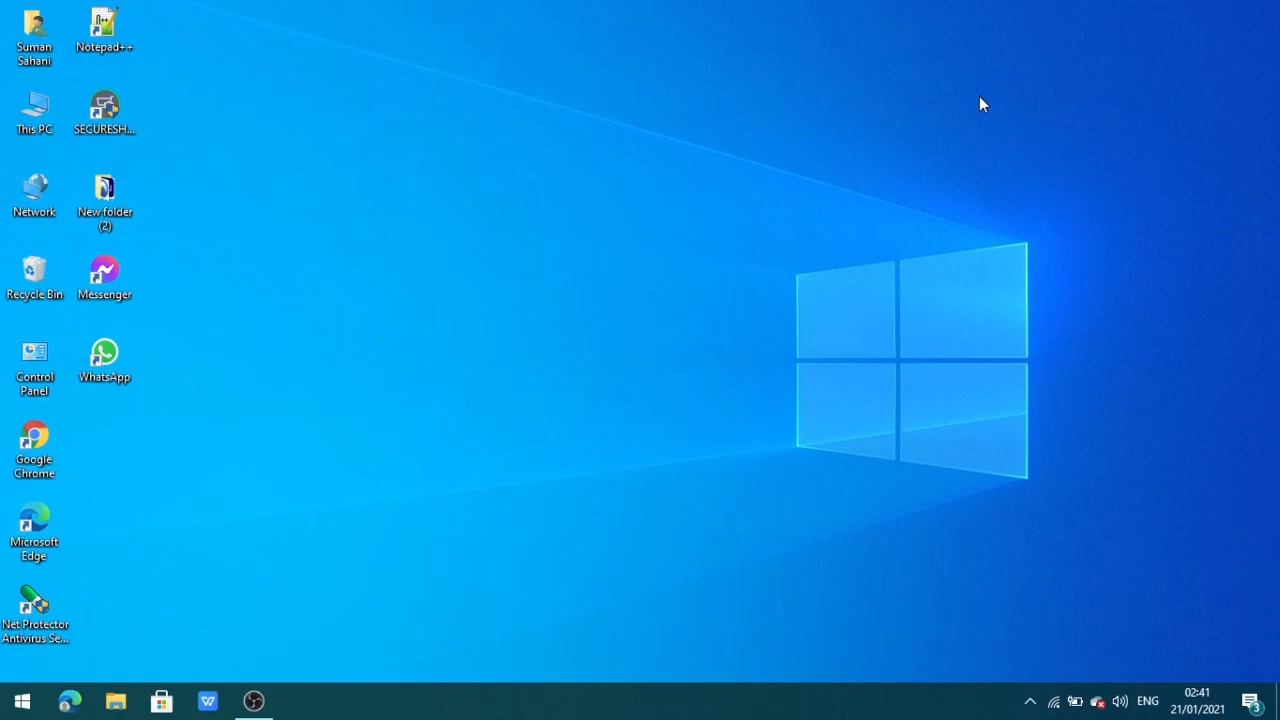 Suman
Sahani
Notepad++
This PC
SECURESH...
Network
New folder
(2)
Recycle Bin
Messenger
Control
Panel
WhatsApp
Google
Chrome
Microsoft
Edge
Net Protector
Antivirus Se...
ENG
02:41
21/01/2021
3